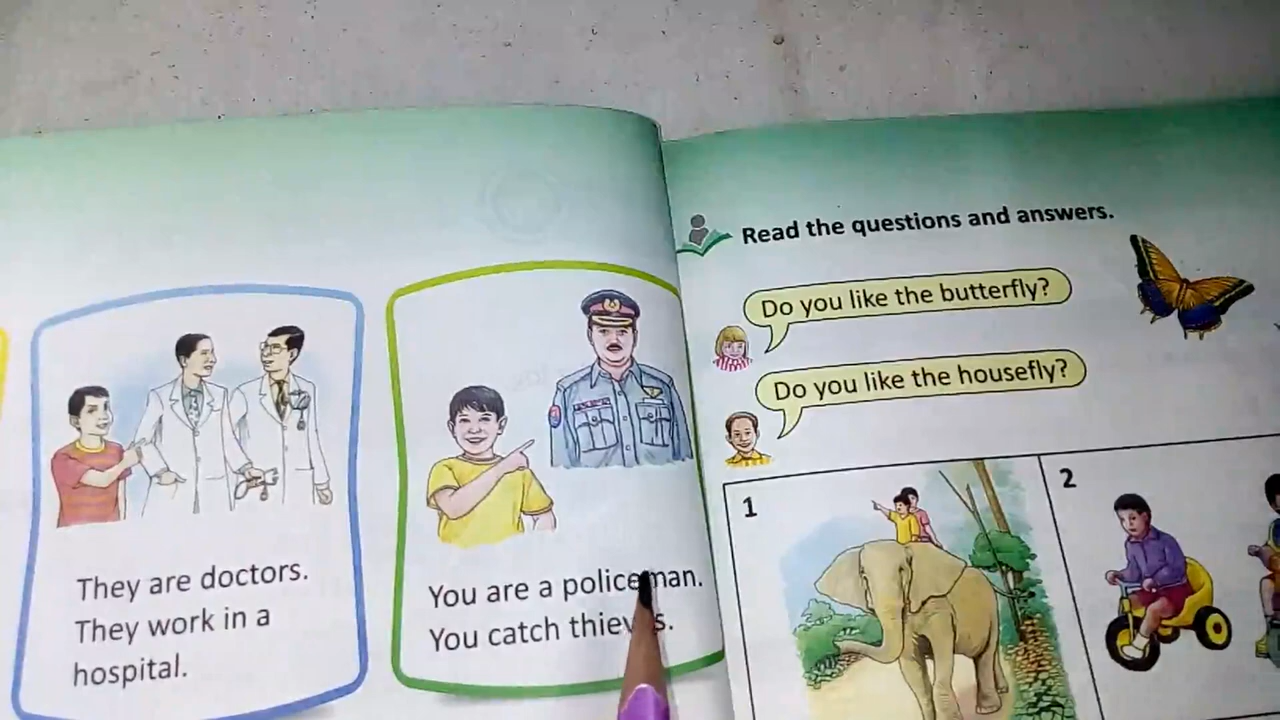 They are doctors.
They work in a
hospital.
You are a policeman.
You catch thieves.
Read the questions and answers.
Do you like the butterfly?
Do you like the housefly?
1
2